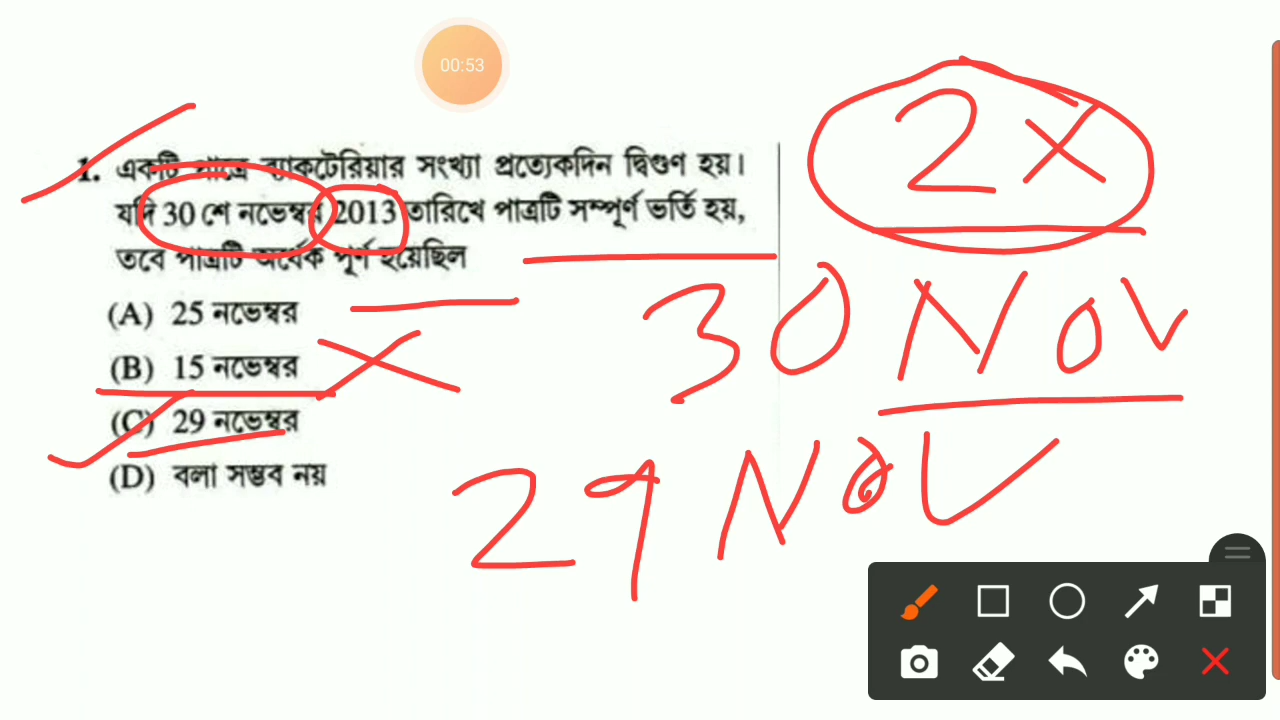 00:53
2x
1. একটি পাত্রে ব্যাকটেরিয়ার সংখ্যা প্রত্যেকদিন দ্বিগুণ হয়।
যদি 30 শে নভেম্বর 2013 তারিখে পাত্রটি সম্পূর্ণ ভর্তি হয়,
তবে পাত্রটি অর্ধেক পূর্ণ হয়েছিল
(A) 25 নভেম্বর
30 Nov
(B) 15 নভেম্বর
(C) 29 নভেম্বর
29 Nov
(D) বলা সম্ভব নয়